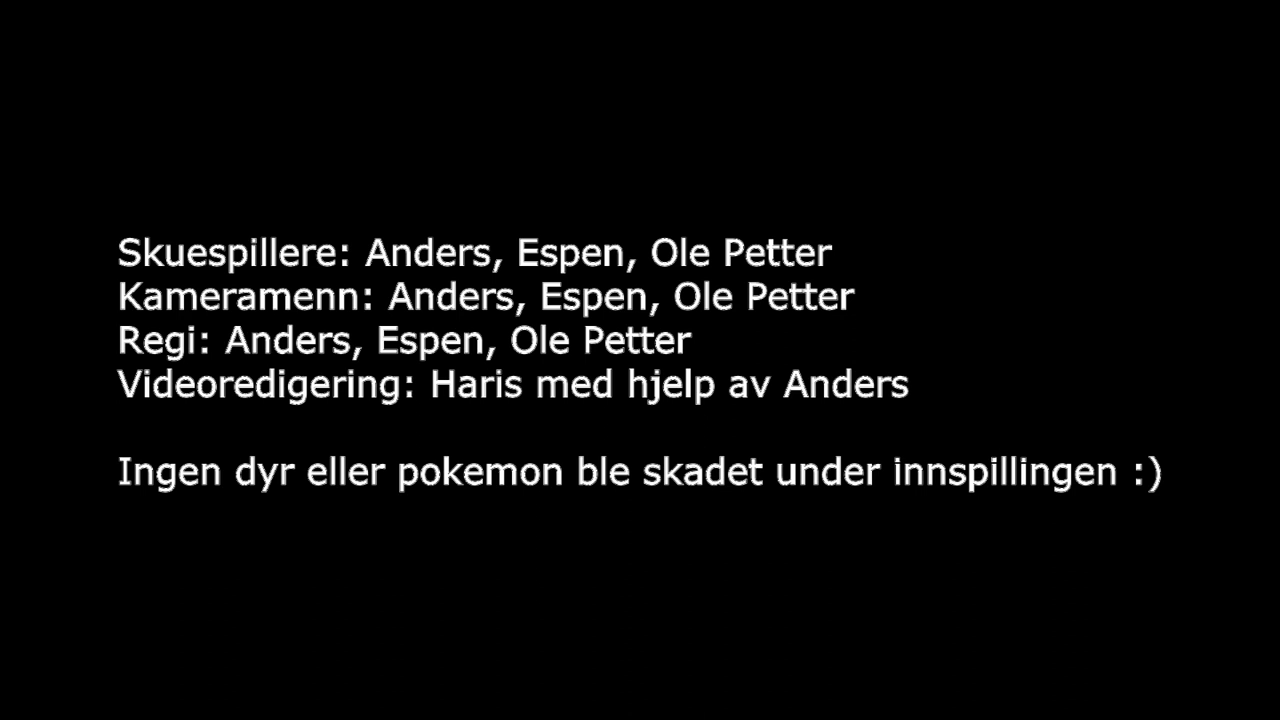 Skuespillere: Anders, Espen, Ole Petter
Kameramenn: Anders, Espen, Ole Petter
Regi: Anders, Espen, Ole Petter
Videoredigering: Haris med hjelp av Anders
Ingen dyr eller pokemon ble skadet under innspillingen :)